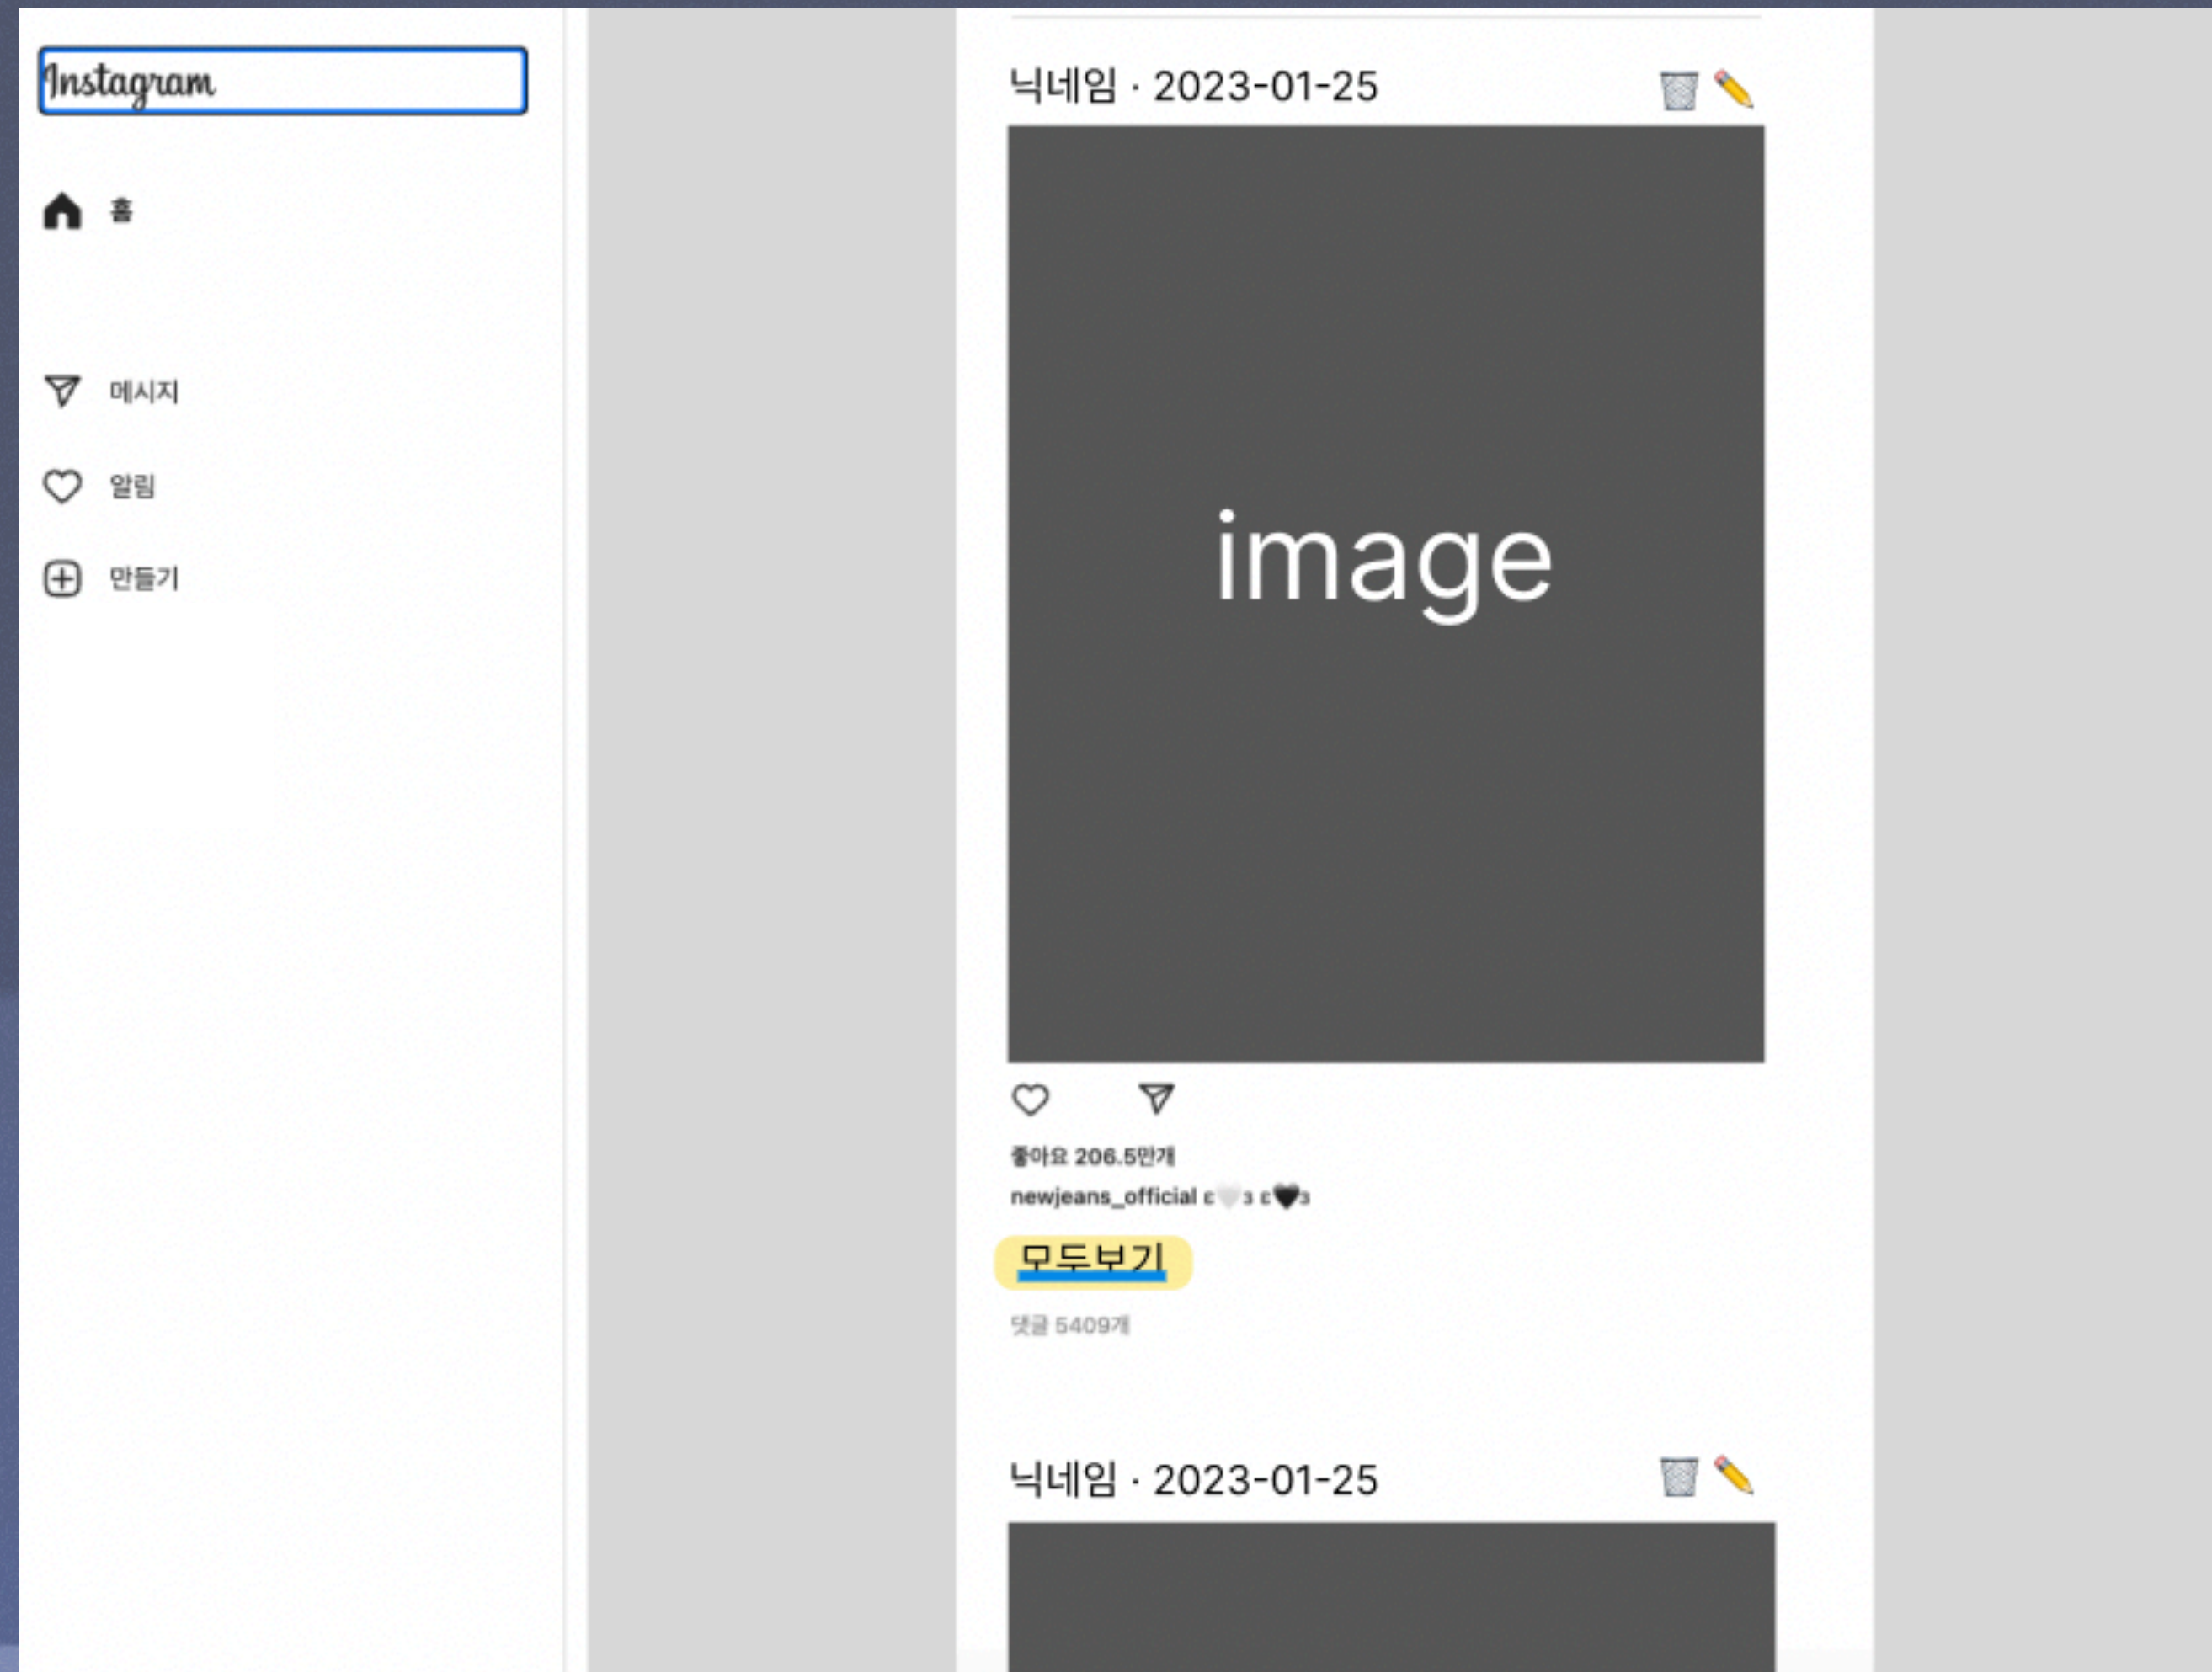 Instagram
홈
메시지
알림
만들기
닉네임 · 2023-01-25
image
좋아요 206.5만개
newjeans_official ε🤍з ε🖤з
모두보기
댓글 5409개
닉네임 · 2023-01-25